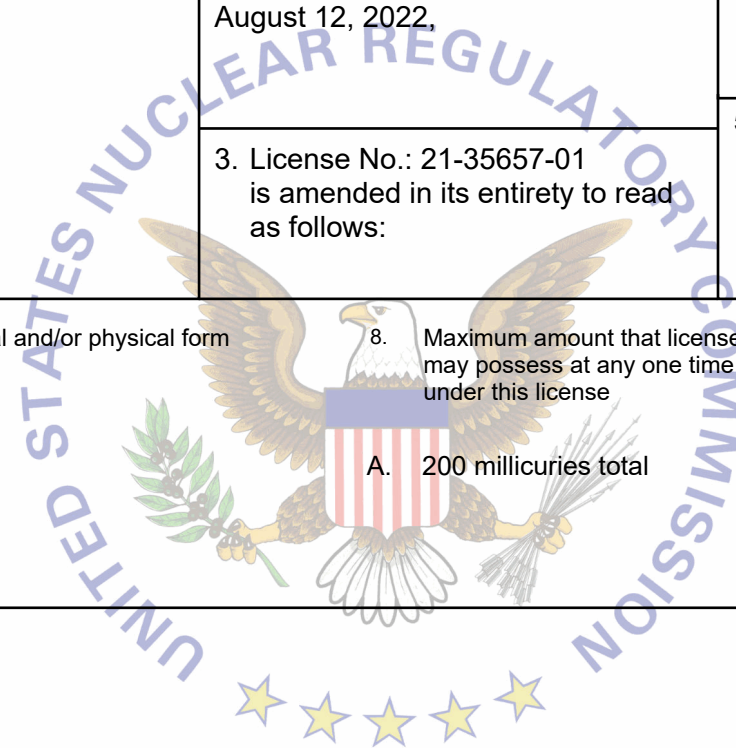 August 12, 2022,
3. License No.: 21-35657-01
is amended in its entirety to read
as follows:
and/or physical form
8. Maximum amount that
may possess at any one time
under this license
A. 200 millicuries total
UNITED STATES NUCLEAR REGULATORY COMMISSION